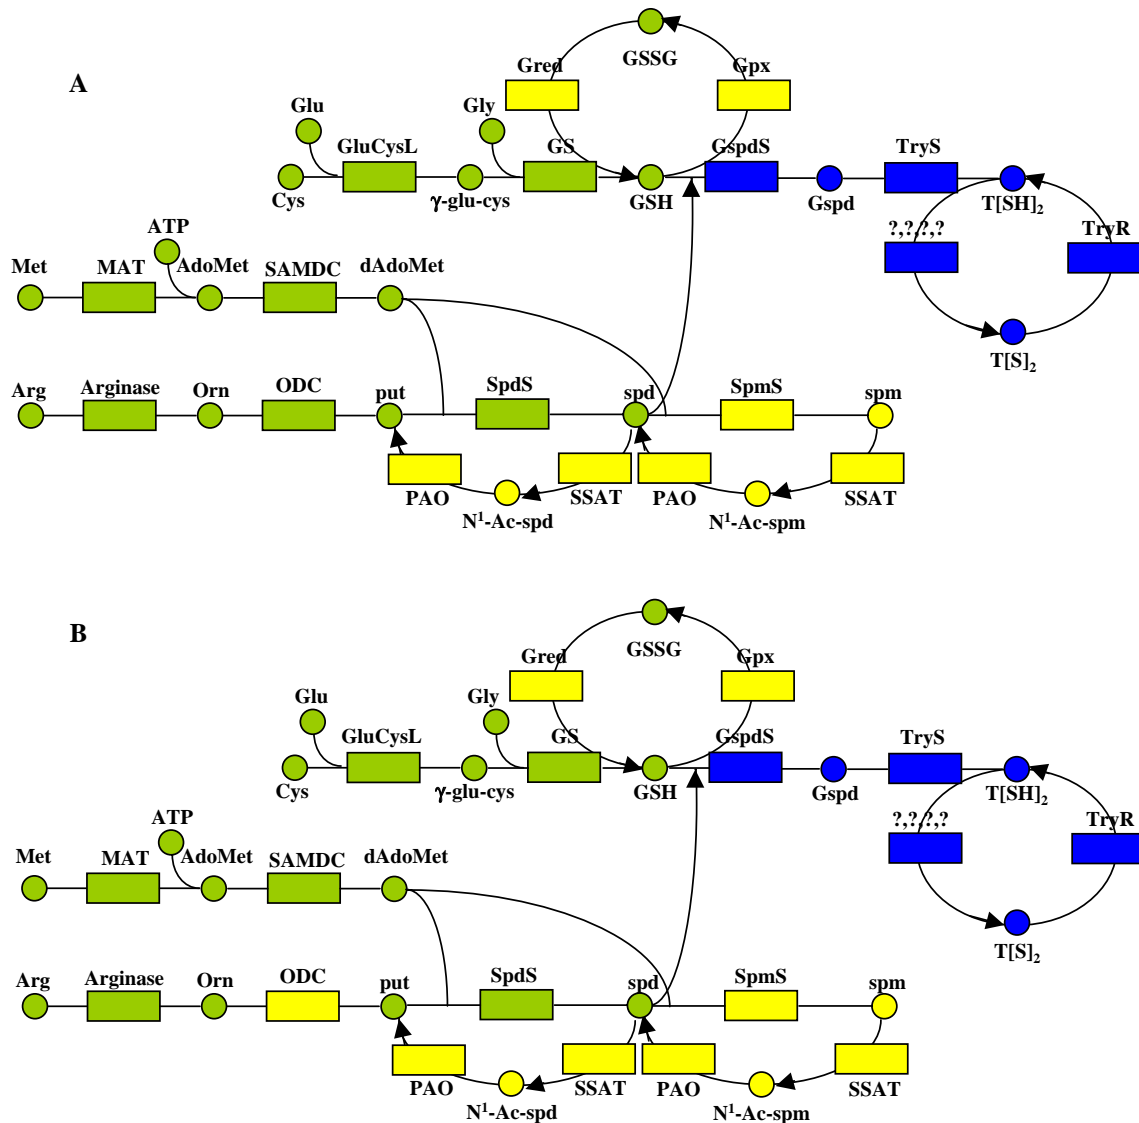 A
GSSG
Gred
Gpx
Glu
Gly
GluCysL
GS
GspdS
TryS
Cys
γ-glu-cys
GSH
Gspd
T[SH]₂
?,?,?,?
TryR
T[S]₂
ATP
Met
MAT
AdoMet
SAMDC
dAdoMet
Arg
Arginase
Orn
ODC
put
SpdS
spd
SpmS
spm
PAO
SSAT
PAO
SSAT
N¹-Ac-spd
N¹-Ac-spm
B
GSSG
Gred
Gpx
Glu
Gly
GluCysL
GS
GspdS
TryS
Cys
γ-glu-cys
GSH
Gspd
T[SH]₂
?,?,?,?
TryR
T[S]₂
ATP
Met
MAT
AdoMet
SAMDC
dAdoMet
Arg
Arginase
Orn
ODC
put
SpdS
spd
SpmS
spm
PAO
SSAT
PAO
SSAT
N¹-Ac-spd
N¹-Ac-spm